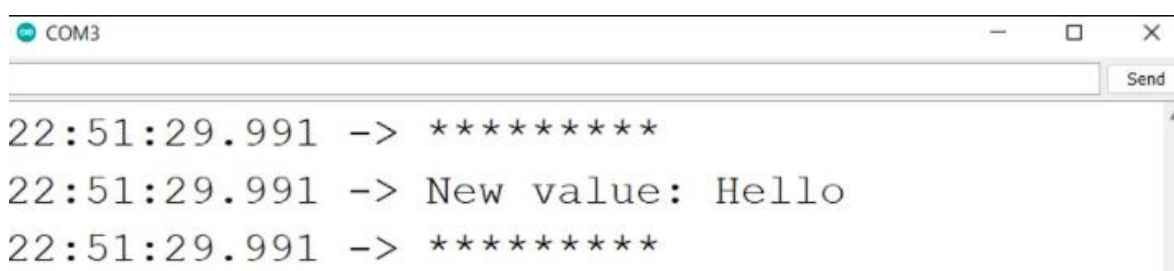 COM3
Send
22:51:29.991 -> *********
22:51:29.991 -> New value: Hello
22:51:29.991 -> *********